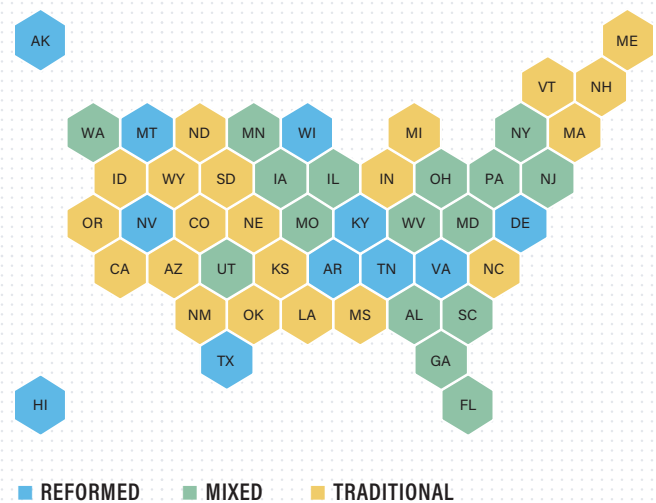 AK ME
VT NH
WA MT ND MN WI MI NY MA
ID WY SD IA IL IN OH PA NJ
OR NV CO NE MO KY WV MD DE
CA AZ UT KS AR TN VA NC
NM OK LA MS AL SC
TX GA
HI FL
REFORMED MIXED TRADITIONAL